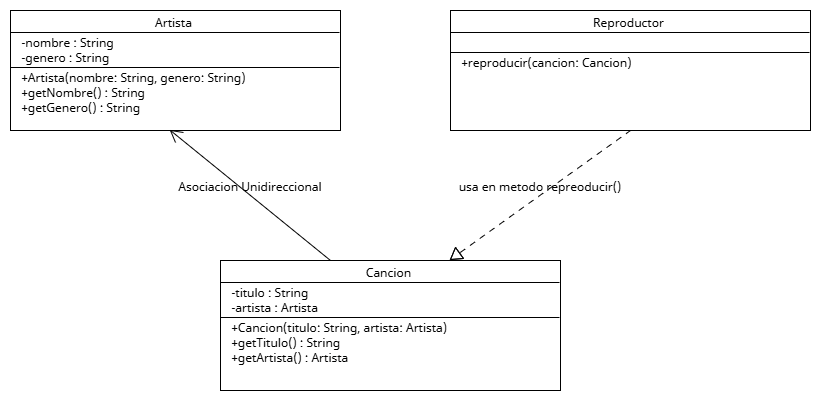 Artista
-nombre : String
-genero : String
+Artista(nombre: String, genero: String)
+getNombre() : String
+getGenero() : String
Reproductor
+reproducir(cancion: Cancion)
Asociacion Unidireccional
usa en metodo repreoducir()
Cancion
-titulo : String
-artista : Artista
+Cancion(titulo: String, artista: Artista)
+getTitulo() : String
+getArtista() : Artista